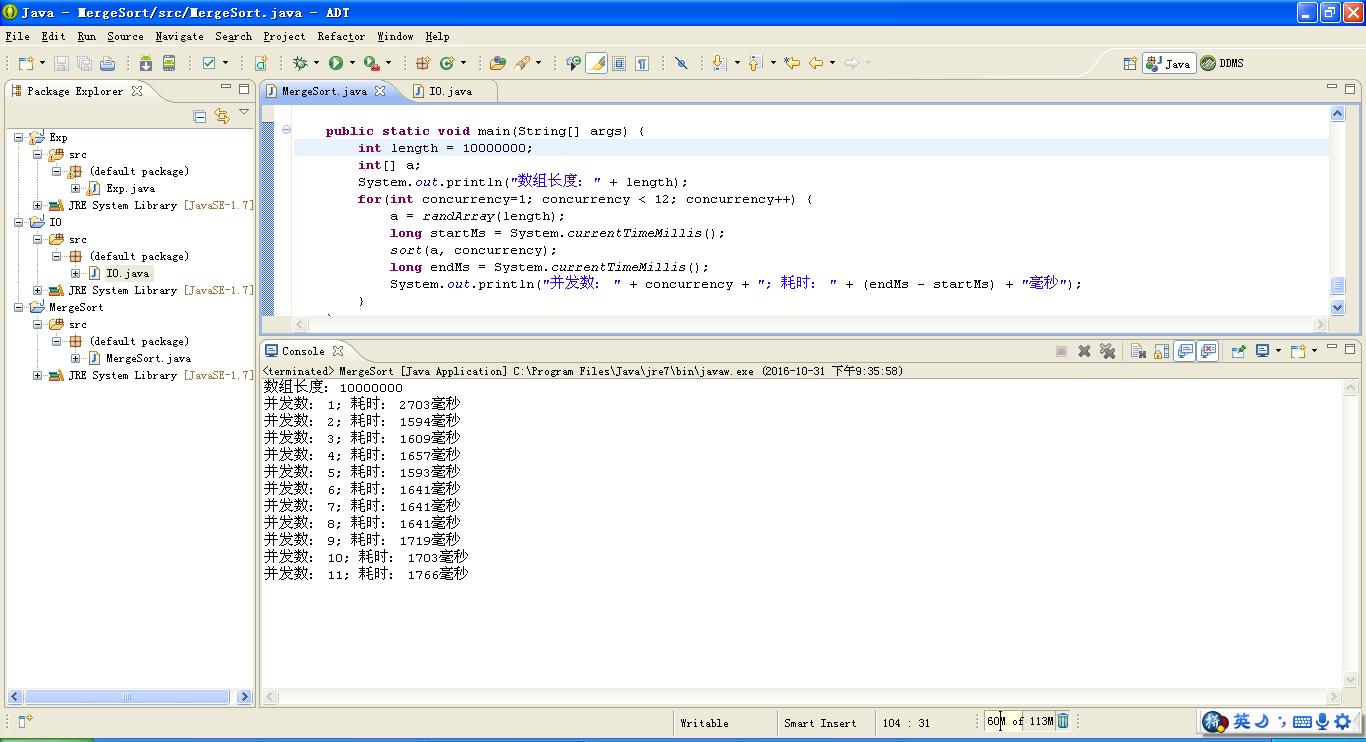 Java - MergeSort/src/MergeSort.java - ADT
File Edit Run Source Navigate Search Project Refactor Window Help
Java DDMS
Package Explorer
Exp
src
(default package)
Exp.java
JRE System Library [JavaSE-1.7]
IO
src
(default package)
IO.java
JRE System Library [JavaSE-1.7]
MergeSort
src
(default package)
MergeSort.java
JRE System Library [JavaSE-1.7]
MergeSort.java IO.java
public static void main(String[] args) {
int length = 10000000;
int[] a;
System.out.println("数组长度: " + length);
for(int concurrency=1; concurrency < 12; concurrency++) {
a = randArray(length);
long startMs = System.currentTimeMillis();
sort(a, concurrency);
long endMs = System.currentTimeMillis();
System.out.println("并发数: " + concurrency + "; 耗时: " + (endMs - startMs) + "毫秒");
}
Console
<terminated> MergeSort [Java Application] C:\Program Files\Java\jre7\bin\javaw.exe (2016-10-31 下午9:35:58)
数组长度: 10000000
并发数: 1; 耗时: 2703毫秒
并发数: 2; 耗时: 1594毫秒
并发数: 3; 耗时: 1609毫秒
并发数: 4; 耗时: 1657毫秒
并发数: 5; 耗时: 1593毫秒
并发数: 6; 耗时: 1641毫秒
并发数: 7; 耗时: 1641毫秒
并发数: 8; 耗时: 1641毫秒
并发数: 9; 耗时: 1719毫秒
并发数: 10; 耗时: 1703毫秒
并发数: 11; 耗时: 1766毫秒
Writable Smart Insert 104 : 31 60M of 113M 英